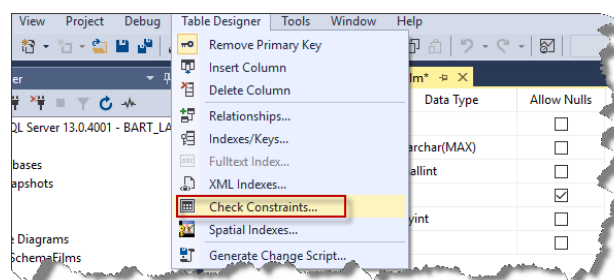 View Project Debug Table Designer Tools Window Help
Remove Primary Key
Insert Column
lm*
er
Delete Column
Data Type Allow Nulls
QL Server 13.0.4001 - BART_LA
Relationships...
Indexes/Keys...
archar(MAX)
bases
Fulltext Index...
allint
apshots
XML Indexes...
Check Constraints...
yint
Spatial Indexes...
e Diagrams
Generate Change Script...
SchemaFilms